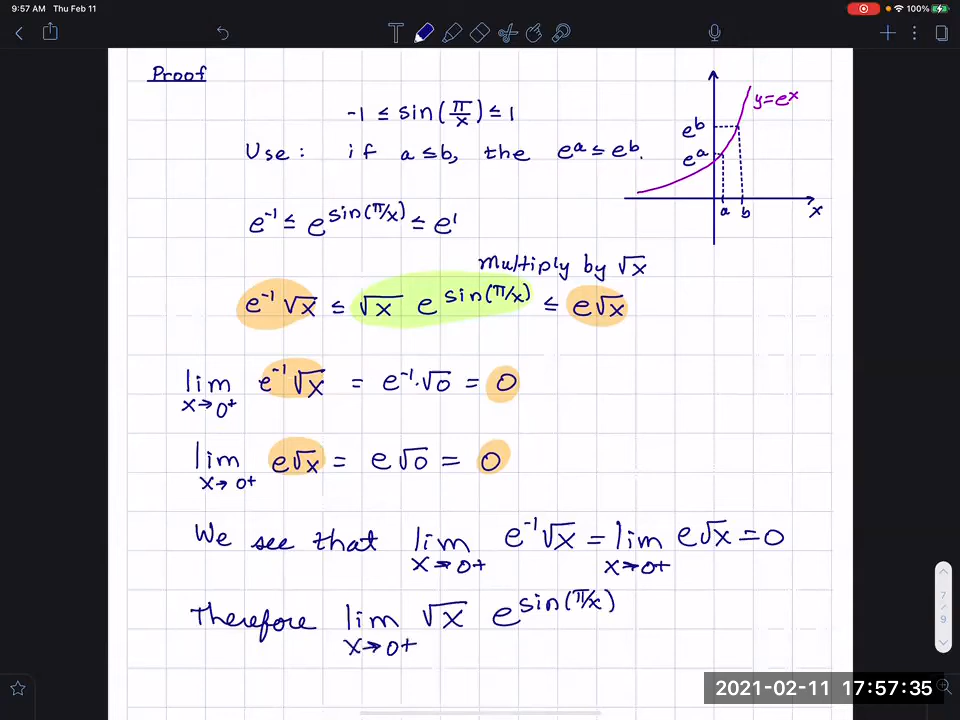 9:57 AM Thu Feb 11
100%
Proof
-1 ≤ sin(π/x) ≤ 1
Use: if a ≤ b, the e^a ≤ e^b.
y=e^x
e^b
e^a
a b x
e^-1 ≤ e^sin(π/x) ≤ e^1
multiply by √x
e^-1 √x ≤ √x e^sin(π/x) ≤ e√x
lim x→0+ e^-1 √x = e^-1·√0 = 0
lim x→0+ e√x = e√0 = 0
We see that lim x→0+ e^-1 √x = lim x→0+ e√x = 0
Therefore lim x→0+ √x e^sin(π/x)
7/9
2021-02-11 17:57:35